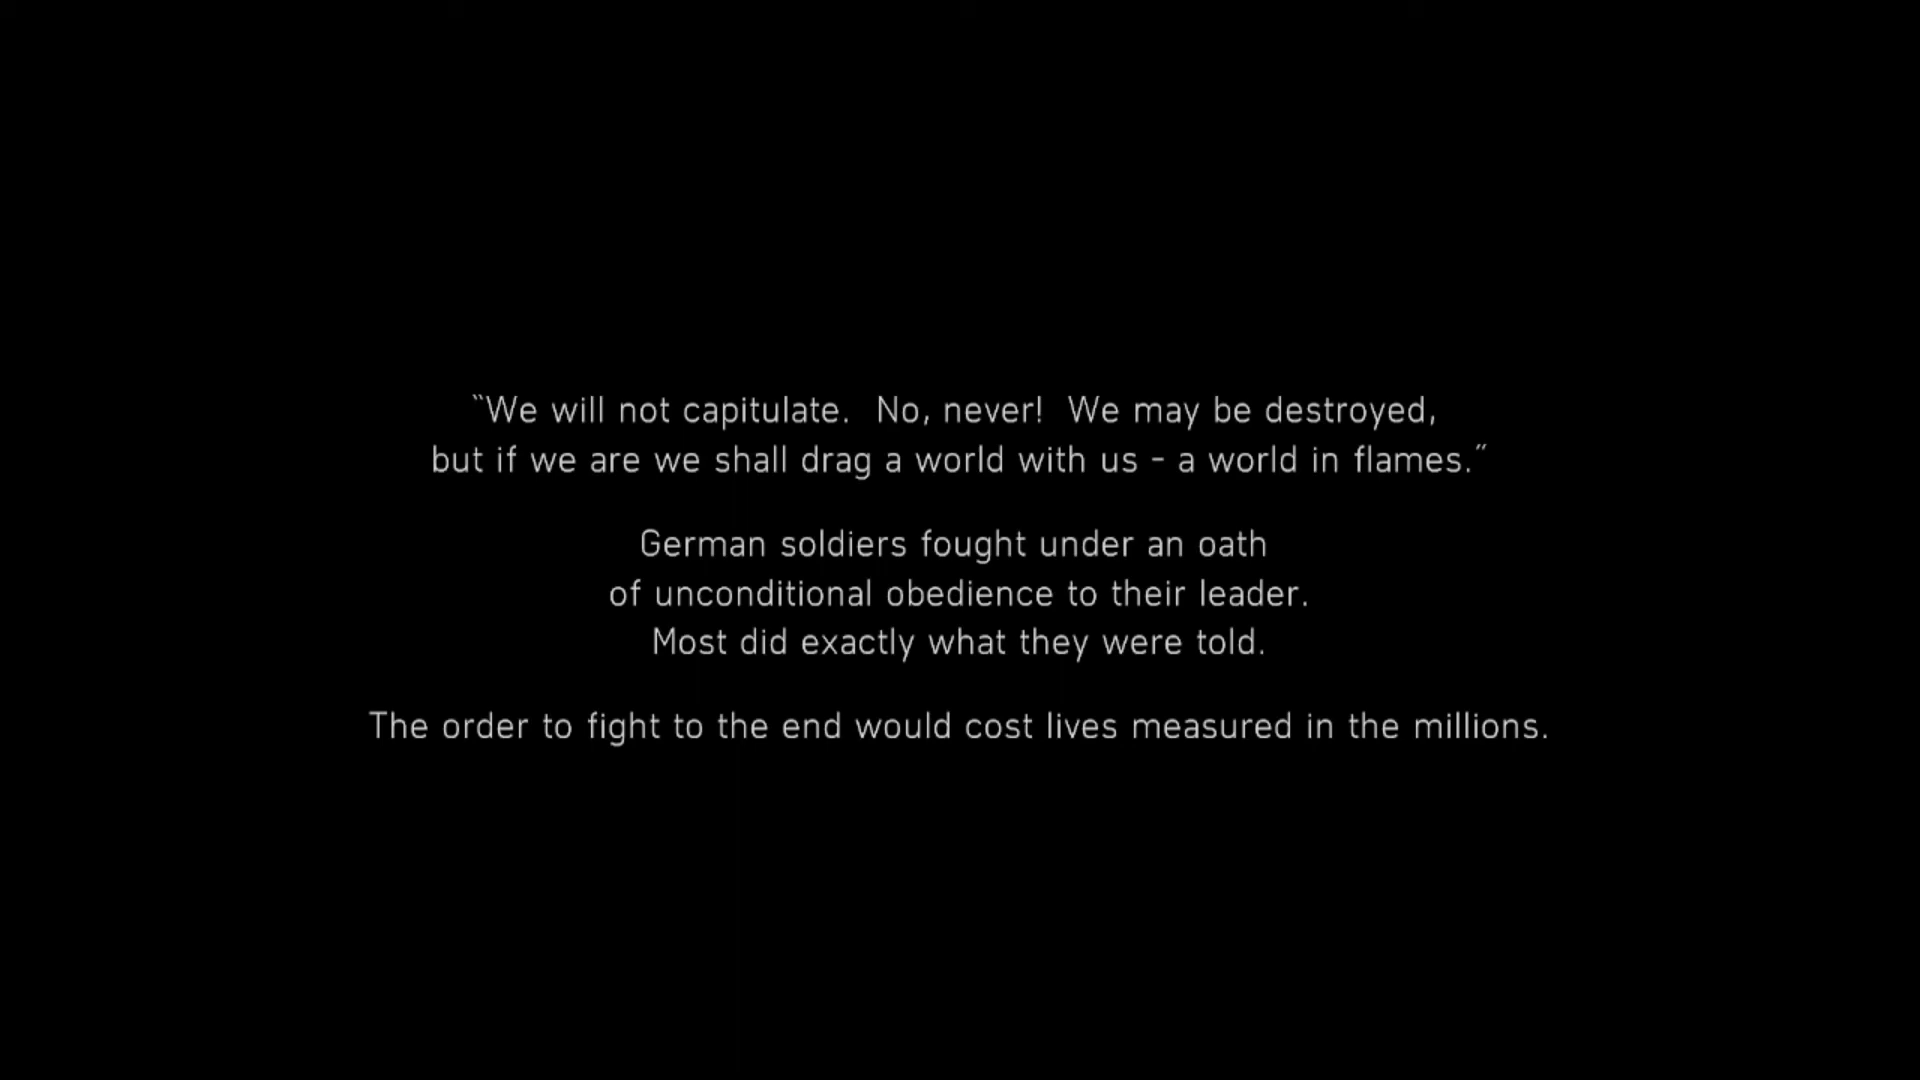 “We will not capitulate.  No, never!  We may be destroyed,
but if we are we shall drag a world with us - a world in flames.”
German soldiers fought under an oath
of unconditional obedience to their leader.
Most did exactly what they were told.
The order to fight to the end would cost lives measured in the millions.